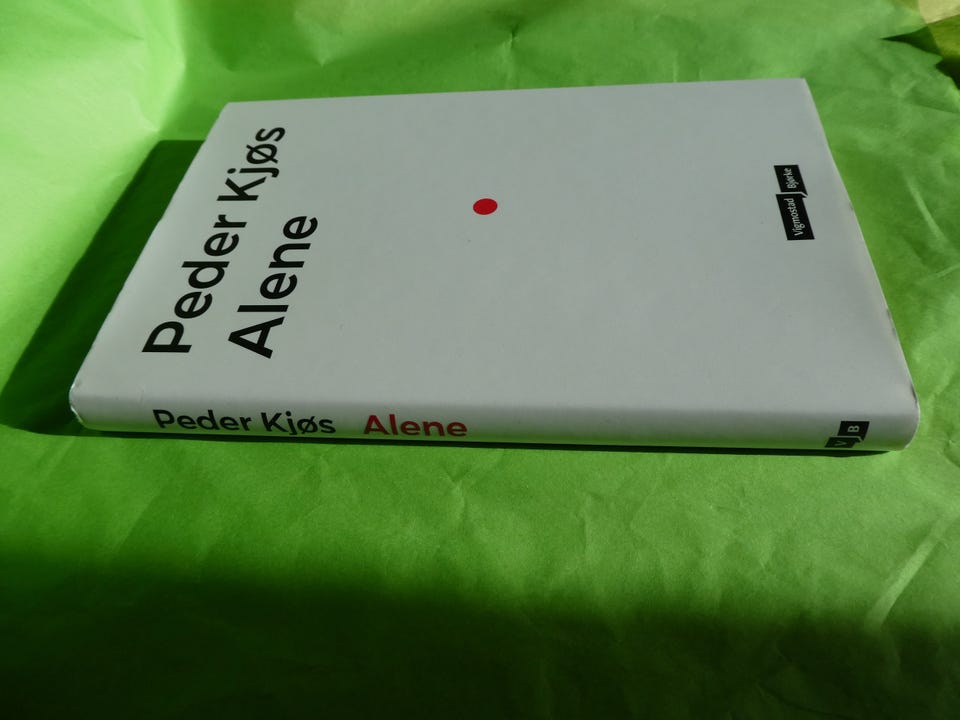 Peder Kjøs
Alene
Vigmostad
Bjørke
Peder Kjøs Alene
V B